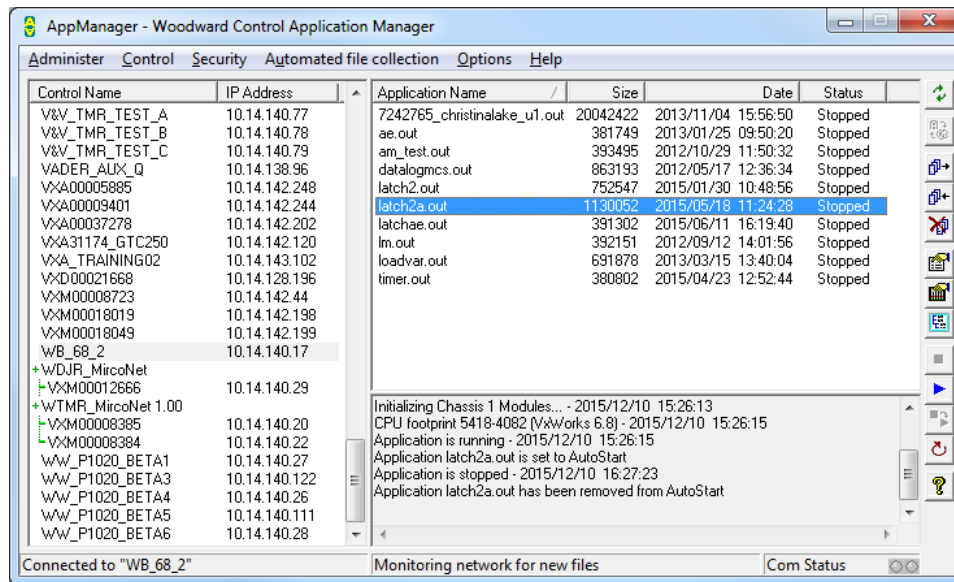 AppManager - Woodward Control Application Manager
Administer Control Security Automated file collection Options Help
Control Name IP Address
V&V_TMR_TEST_A 10.14.140.77
V&V_TMR_TEST_B 10.14.140.78
V&V_TMR_TEST_C 10.14.140.79
VADER_AUX_Q 10.14.138.96
VXA00005885 10.14.142.248
VXA00009401 10.14.142.244
VXA00037278 10.14.142.202
VXA31174_GTC250 10.14.142.120
VXA_TRAINING02 10.14.143.102
VXD00021668 10.14.128.196
VXM00008723 10.14.142.44
VXM00018019 10.14.142.198
VXM00018049 10.14.142.199
WB_68_2 10.14.140.17
+WDJR_MircoNet
VXM00012666 10.14.140.29
+WTMR_MircoNet 1.00
VXM00008385 10.14.140.20
VXM00008384 10.14.140.22
WW_P1020_BETA1 10.14.140.27
WW_P1020_BETA3 10.14.140.122
WW_P1020_BETA4 10.14.140.26
WW_P1020_BETA5 10.14.140.111
WW_P1020_BETA6 10.14.140.28
Application Name Size Date Status
7242765_christinalake_u1.out 20042422 2013/11/04 15:56:50 Stopped
ae.out 381749 2013/01/25 09:50:20 Stopped
am_test.out 393495 2012/10/29 11:50:32 Stopped
datalogmcs.out 863193 2012/05/17 12:36:34 Stopped
latch2.out 752547 2015/01/30 10:48:56 Stopped
latch2a.out 1130052 2015/05/18 11:24:28 Stopped
latchae.out 391302 2015/06/11 16:19:40 Stopped
lm.out 392151 2012/09/12 14:01:56 Stopped
loadvar.out 691878 2013/03/15 13:40:04 Stopped
timer.out 380802 2015/04/23 12:52:44 Stopped
Initializing Chassis 1 Modules... - 2015/12/10 15:26:13
CPU footprint 5418-4082 (VxWorks 6.8) - 2015/12/10 15:26:15
Application is running - 2015/12/10 15:26:15
Application latch2a.out is set to AutoStart
Application is stopped - 2015/12/10 16:27:23
Application latch2a.out has been removed from AutoStart
Connected to "WB_68_2" Monitoring network for new files Com Status